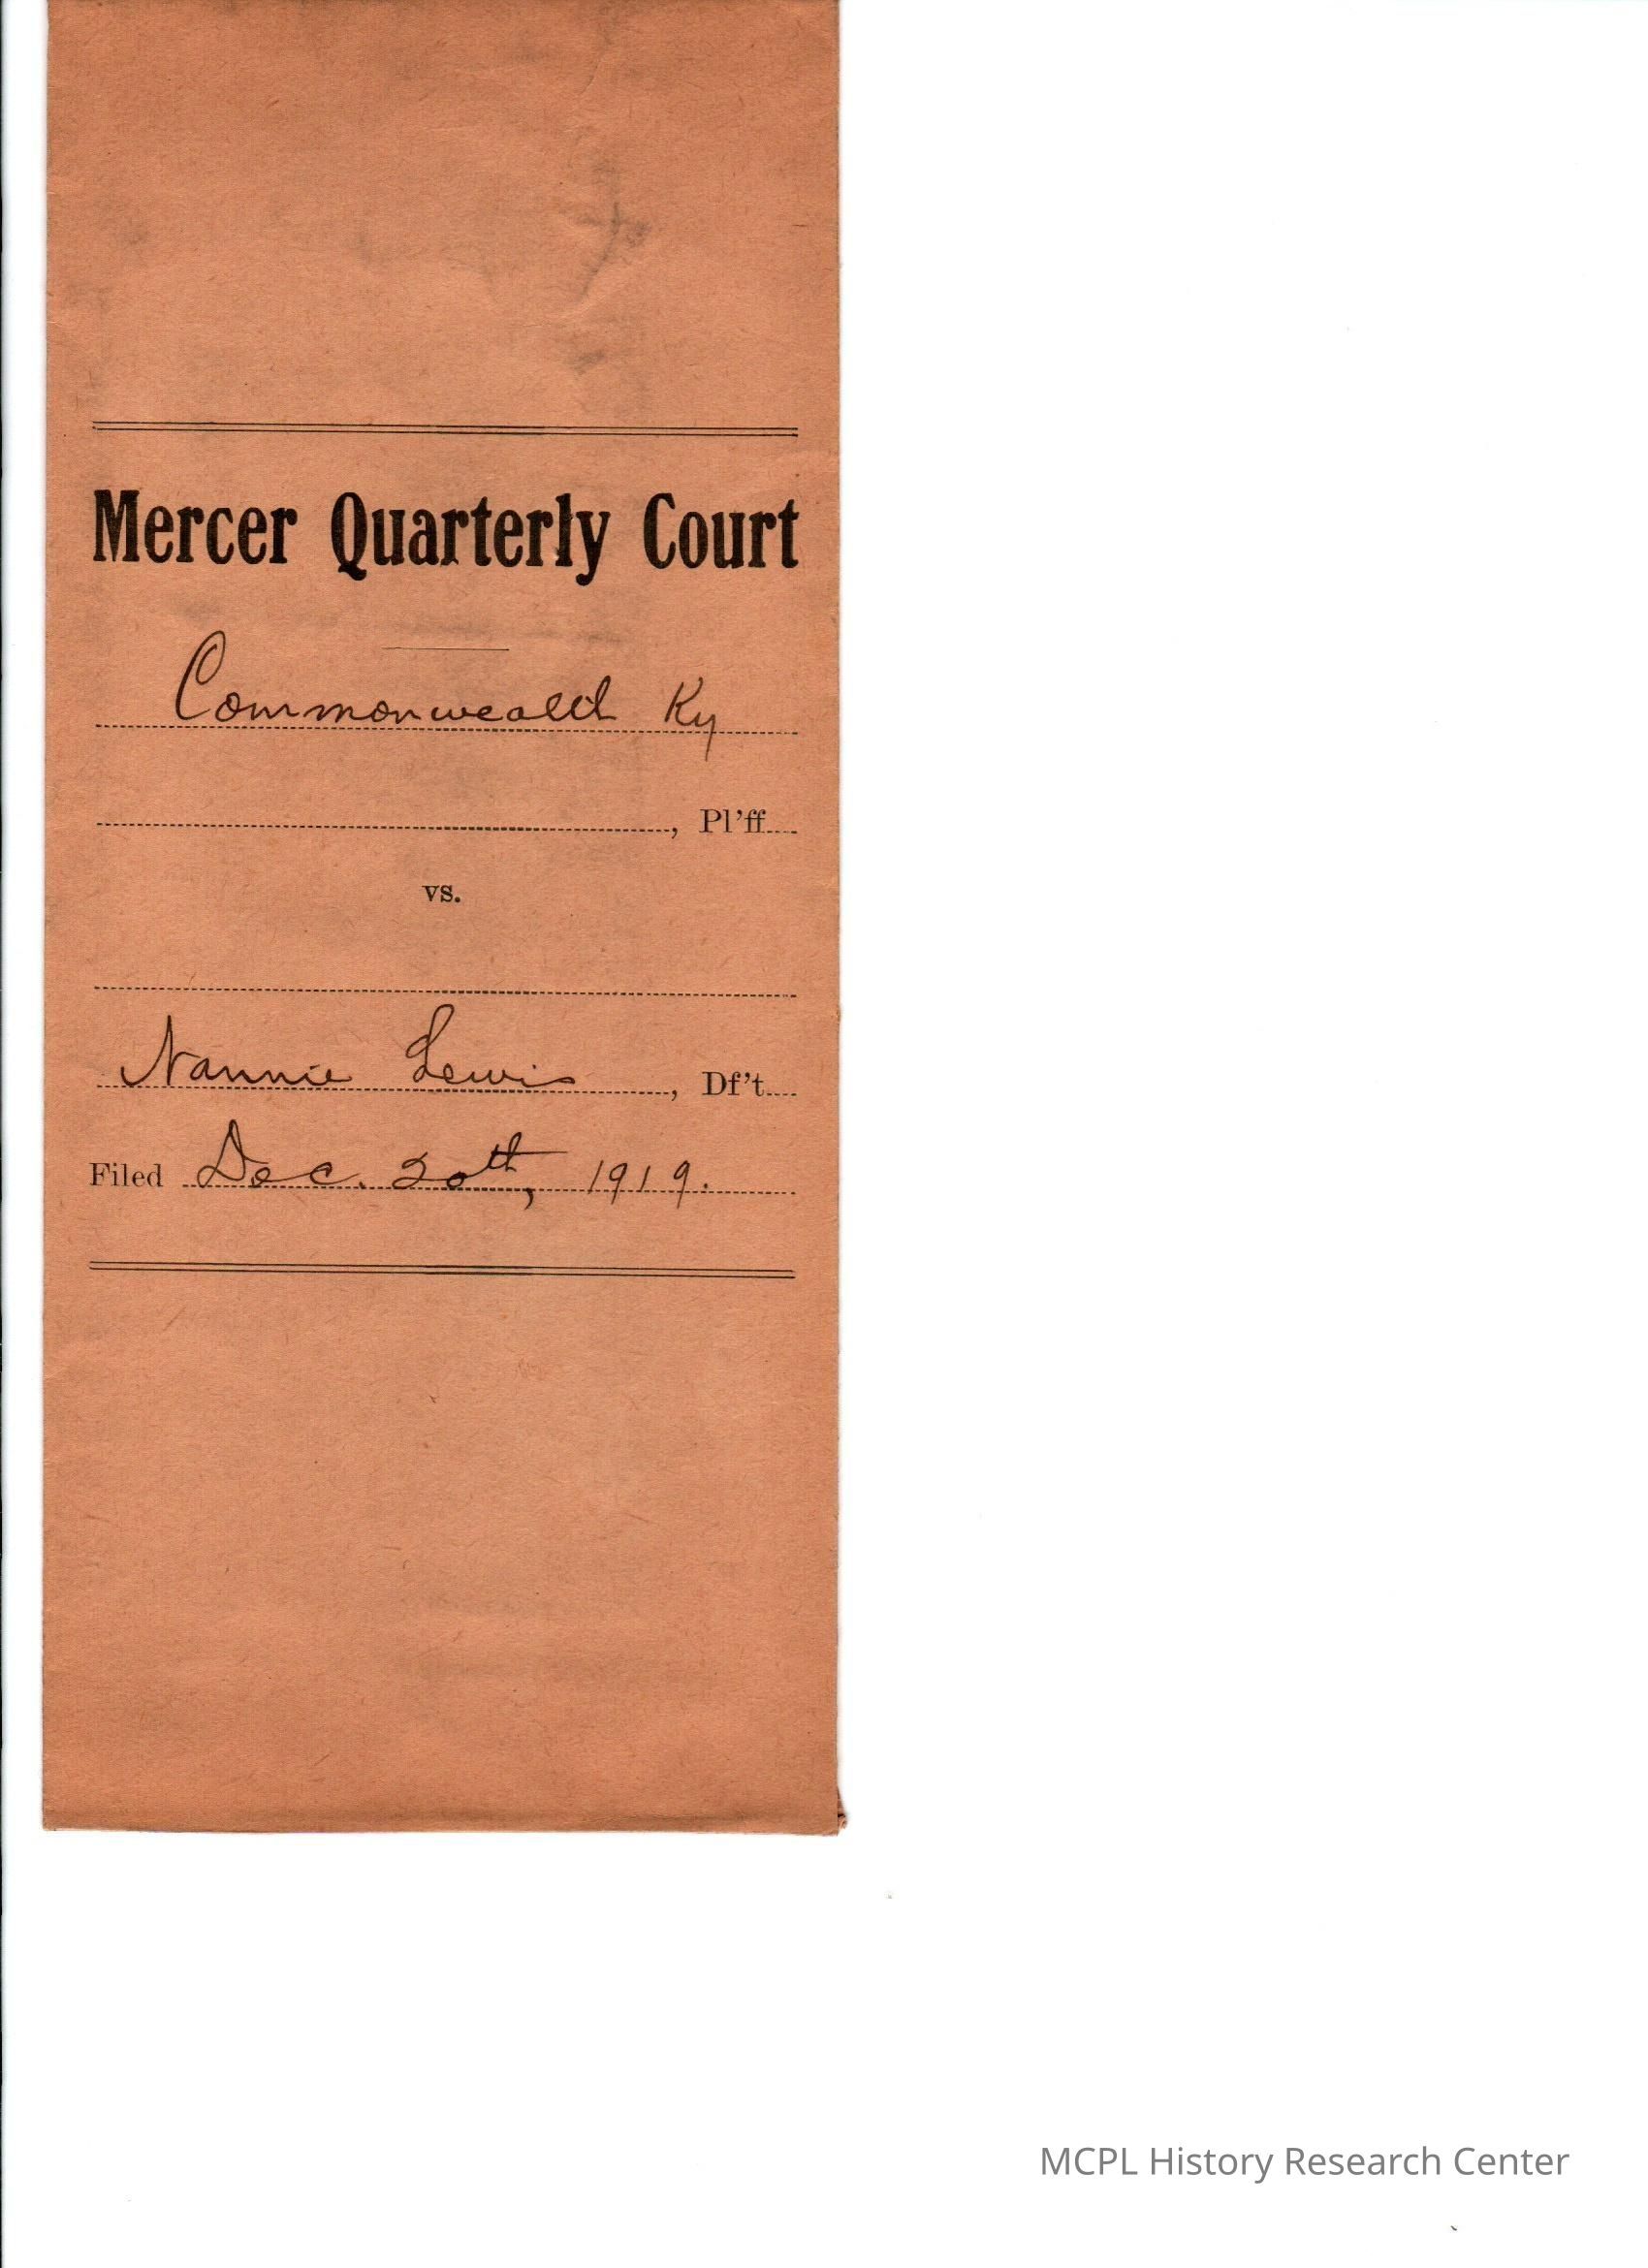 Mercer Quarterly Court
Commonwealth Ky
, Pl'ff
vs.
Nannie Lewis, Df't
Filed Dec. 20th, 1919.
MCPL History Research Center